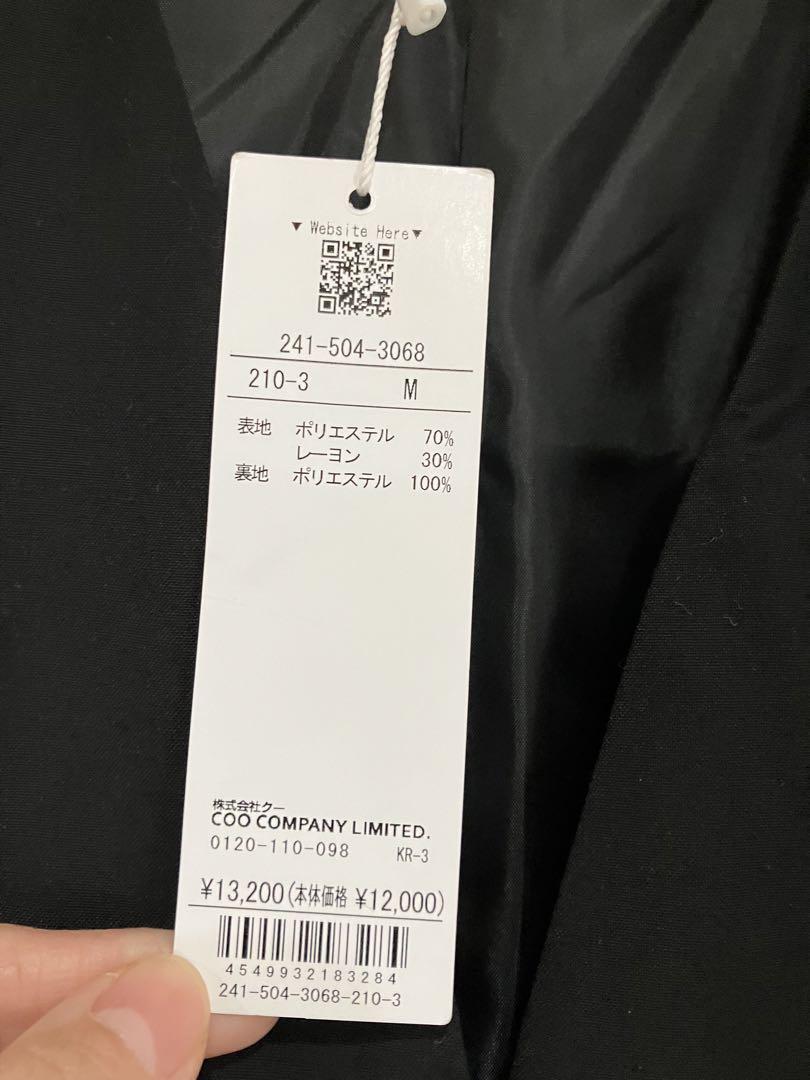 ▼ Website Here▼
241-504-3068
210-3 M
表地 ポリエステル 70%
レーヨン 30%
裏地 ポリエステル 100%
株式会社クー
COO COMPANY LIMITED.
0120-110-098 KR-3
¥13,200(本体価格 ¥12,000)
4549932183284
241-504-3068-210-3